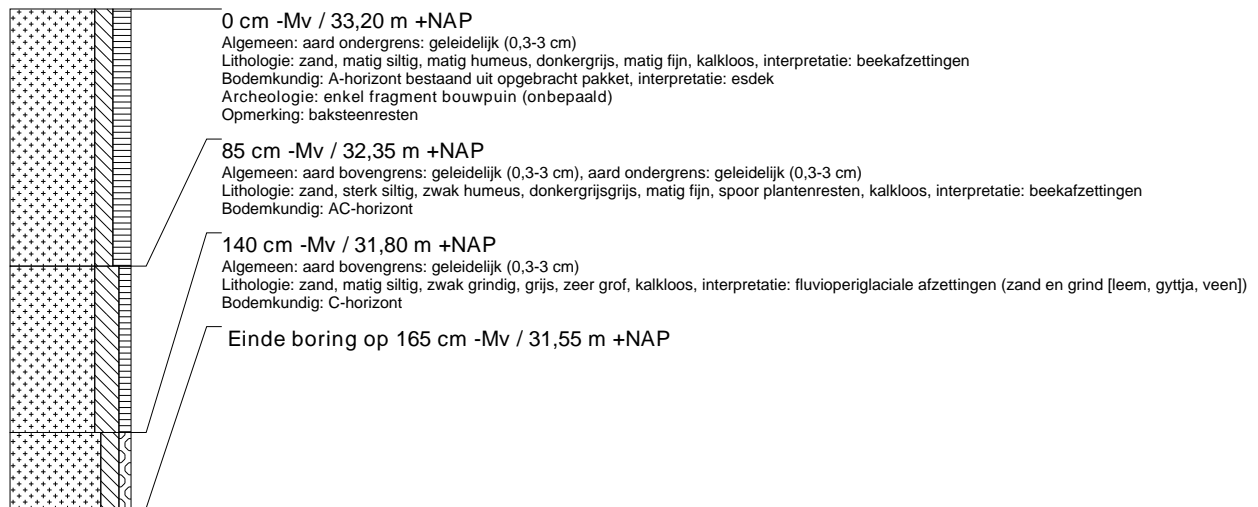 0 cm -Mv / 33,20 m +NAP
Algemeen: aard ondergrens: geleidelijk (0,3-3 cm)
Lithologie: zand, matig siltig, matig humeus, donkergrijs, matig fijn, kalkloos, interpretatie: beekafzettingen
Bodemkundig: A-horizont bestaand uit opgebracht pakket, interpretatie: esdek
Archeologie: enkel fragment bouwpuin (onbepaald)
Opmerking: baksteenresten
85 cm -Mv / 32,35 m +NAP
Algemeen: aard bovengrens: geleidelijk (0,3-3 cm), aard ondergrens: geleidelijk (0,3-3 cm)
Lithologie: zand, sterk siltig, zwak humeus, donkergrijsgrijs, matig fijn, spoor plantenresten, kalkloos, interpretatie: beekafzettingen
Bodemkundig: AC-horizont
140 cm -Mv / 31,80 m +NAP
Algemeen: aard bovengrens: geleidelijk (0,3-3 cm)
Lithologie: zand, matig siltig, zwak grindig, grijs, zeer grof, kalkloos, interpretatie: fluvioperiglaciale afzettingen (zand en grind [leem, gyttja, veen])
Bodemkundig: C-horizont
Einde boring op 165 cm -Mv / 31,55 m +NAP